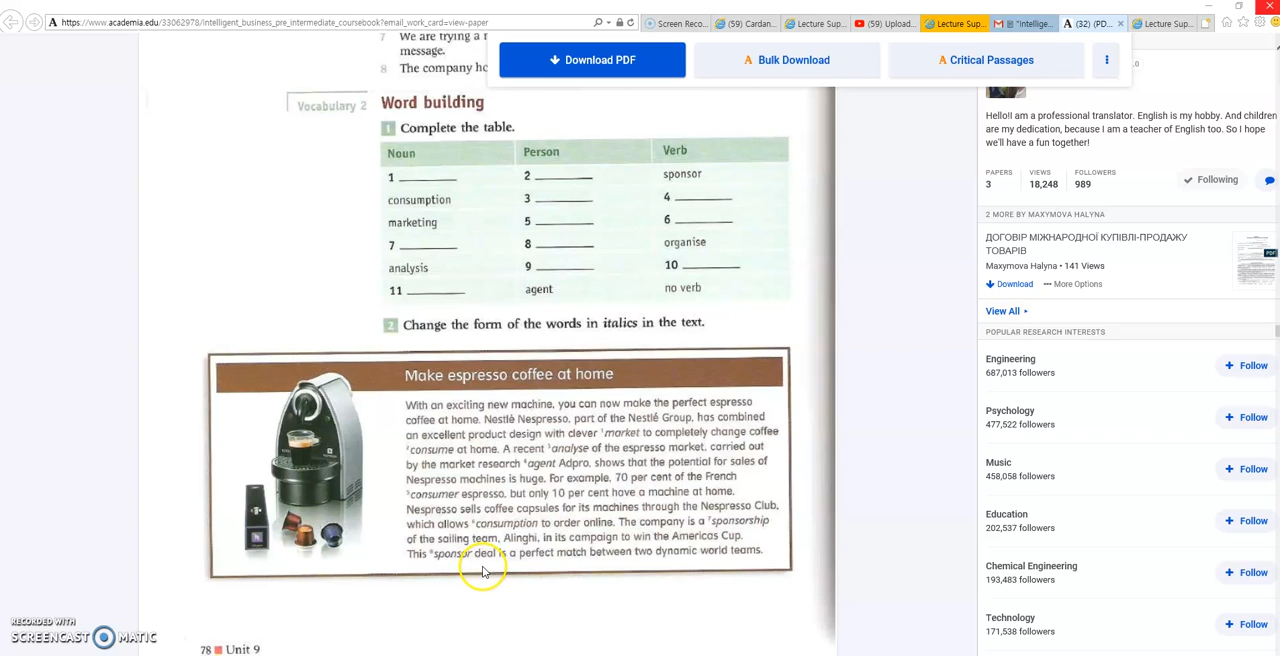 https://www.academia.edu/33062978/Intelligent_business_pre_intermediate_coursebook?email_work_card=view-paper
Screen Reco...
(59) Cardan...
Lecture Sup...
(59) Upload...
Lecture Sup...
"Intellige...
(32) (PD...
Lecture Sup...
7 We are trying a
message.
8 The company ho
Download PDF
A Bulk Download
A Critical Passages
Vocabulary 2
Word building
1 Complete the table.
Noun Person Verb
1 2 sponsor
consumption 3 4
marketing 5 6
7 8 organise
analysis 9 10
11 agent no verb
2 Change the form of the words in italics in the text.
Make espresso coffee at home
With an exciting new machine, you can now make the perfect espresso
coffee at home. Nestlé Nespresso, part of the Nestlé Group, has combined
an excellent product design with clever ¹market to completely change coffee
²consume at home. A recent ³analyse of the espresso market, carried out
by the market research ⁴agent Adpro, shows that the potential for sales of
Nespresso machines is huge. For example, 70 per cent of the French
⁵consumer espresso, but only 10 per cent have a machine at home.
Nespresso sells coffee capsules for its machines through the Nespresso Club,
which allows ⁶consumption to order online. The company is a ⁷sponsorship
of the sailing team, Alinghi, in its campaign to win the Americas Cup.
This ⁸sponsor deal is a perfect match between two dynamic world teams.
78 Unit 9
RECORDED WITH
SCREENCAST MATIC
.0
Hello!I am a professional translator. English is my hobby. And children
are my dedication, because I am a teacher of English too. So I hope
we'll have a fun together!
PAPERS VIEWS FOLLOWERS
3 18,248 989
Following
2 MORE BY MAXYMOVA HALYNA
ДОГОВІР МІЖНАРОДНОЇ КУПІВЛІ-ПРОДАЖУ
ТОВАРІВ
PDF
Maxymova Halyna • 141 Views
Download ••• More Options
View All
POPULAR RESEARCH INTERESTS
Engineering
687,013 followers
+ Follow
Psychology
477,522 followers
+ Follow
Music
458,058 followers
+ Follow
Education
202,537 followers
+ Follow
Chemical Engineering
193,483 followers
+ Follow
Technology
171,538 followers
+ Follow